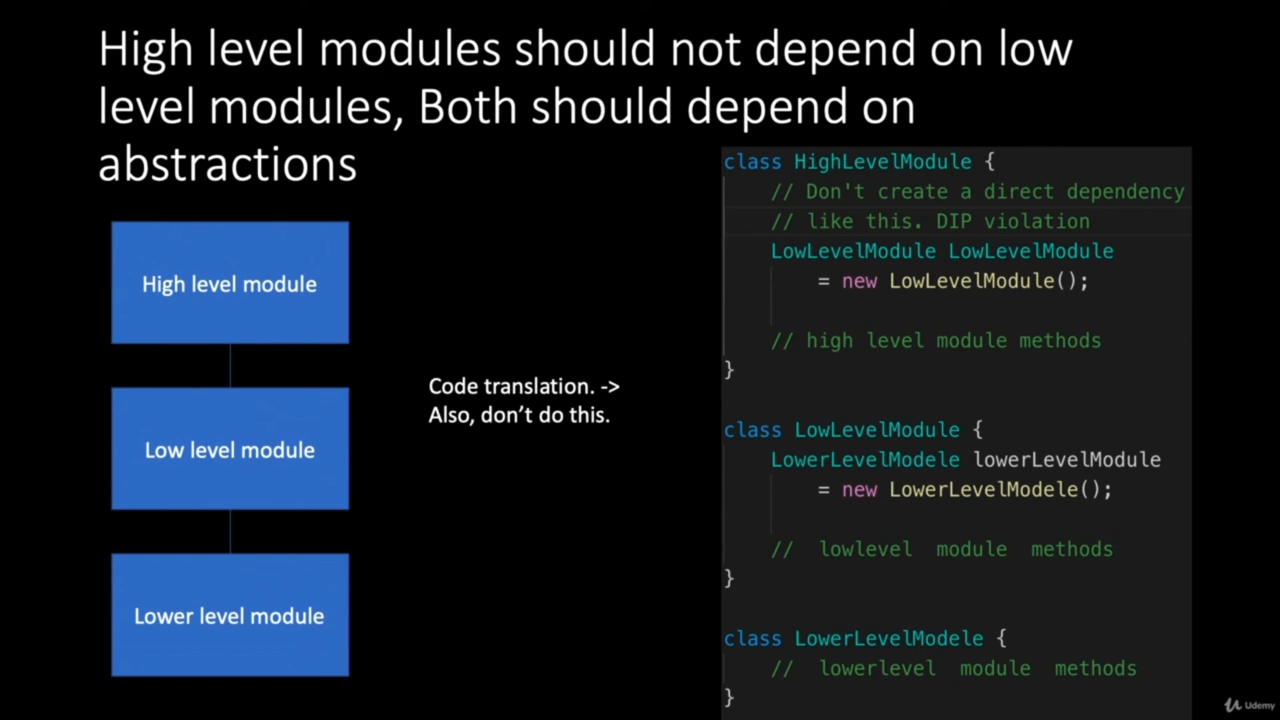 High level modules should not depend on low
level modules, Both should depend on
abstractions
High level module
Low level module
Lower level module
Code translation. ->
Also, don’t do this.
class HighLevelModule {
// Don't create a direct dependency
// like this. DIP violation
LowLevelModule LowLevelModule
= new LowLevelModule();
// high level module methods
}
class LowLevelModule {
LowerLevelModele lowerLevelModule
= new LowerLevelModele();
// lowlevel module methods
}
class LowerLevelModele {
// lowerlevel module methods
}
Udemy